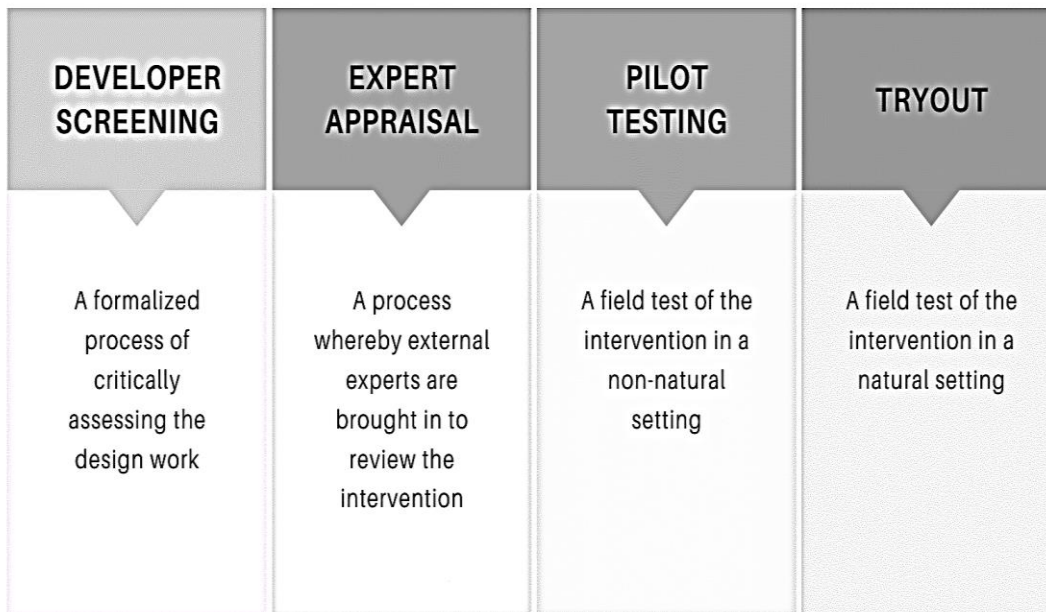 DEVELOPER
SCREENING
A formalized
process of
critically
assessing the
design work
EXPERT
APPRAISAL
A process
whereby external
experts are
brought in to
review the
intervention
PILOT
TESTING
A field test of the
intervention in a
non-natural
setting
TRYOUT
A field test of the
intervention in a
natural setting